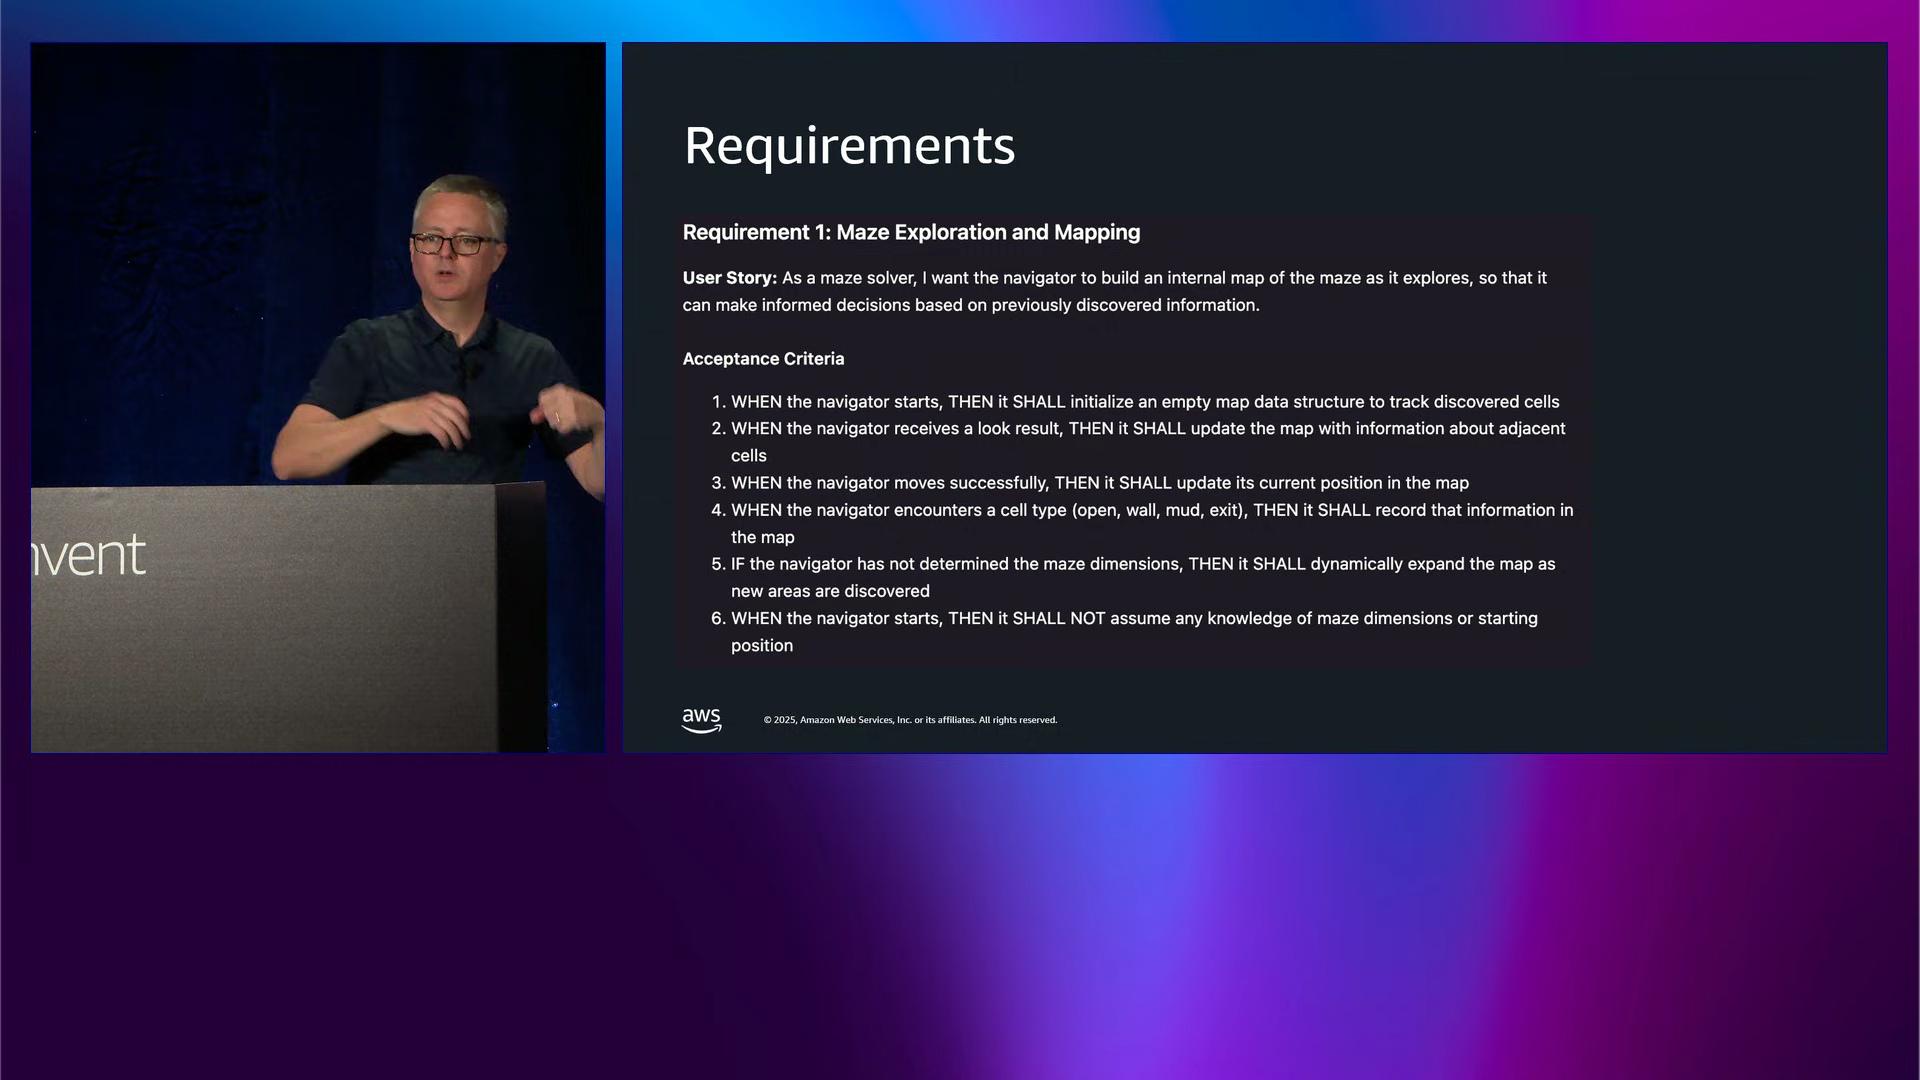 nvent
Requirements
Requirement 1: Maze Exploration and Mapping
User Story: As a maze solver, I want the navigator to build an internal map of the maze as it explores, so that it
can make informed decisions based on previously discovered information.
Acceptance Criteria
1. WHEN the navigator starts, THEN it SHALL initialize an empty map data structure to track discovered cells
2. WHEN the navigator receives a look result, THEN it SHALL update the map with information about adjacent
cells
3. WHEN the navigator moves successfully, THEN it SHALL update its current position in the map
4. WHEN the navigator encounters a cell type (open, wall, mud, exit), THEN it SHALL record that information in
the map
5. IF the navigator has not determined the maze dimensions, THEN it SHALL dynamically expand the map as
new areas are discovered
6. WHEN the navigator starts, THEN it SHALL NOT assume any knowledge of maze dimensions or starting
position
aws
© 2025, Amazon Web Services, Inc. or its affiliates. All rights reserved.